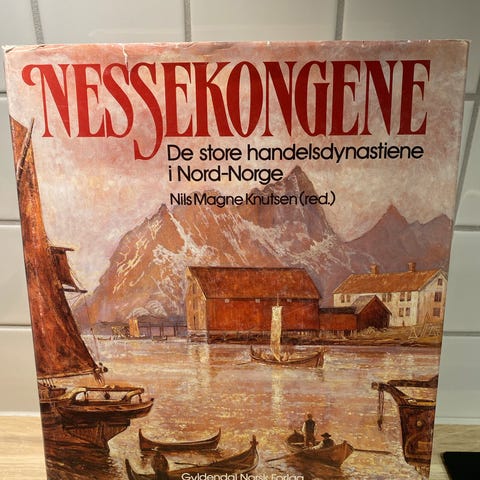 NESSEKONGENE
De store handelsdynastiene
i Nord-Norge
Nils Magne Knutsen (red.)
Gyldendal Norsk Forlag